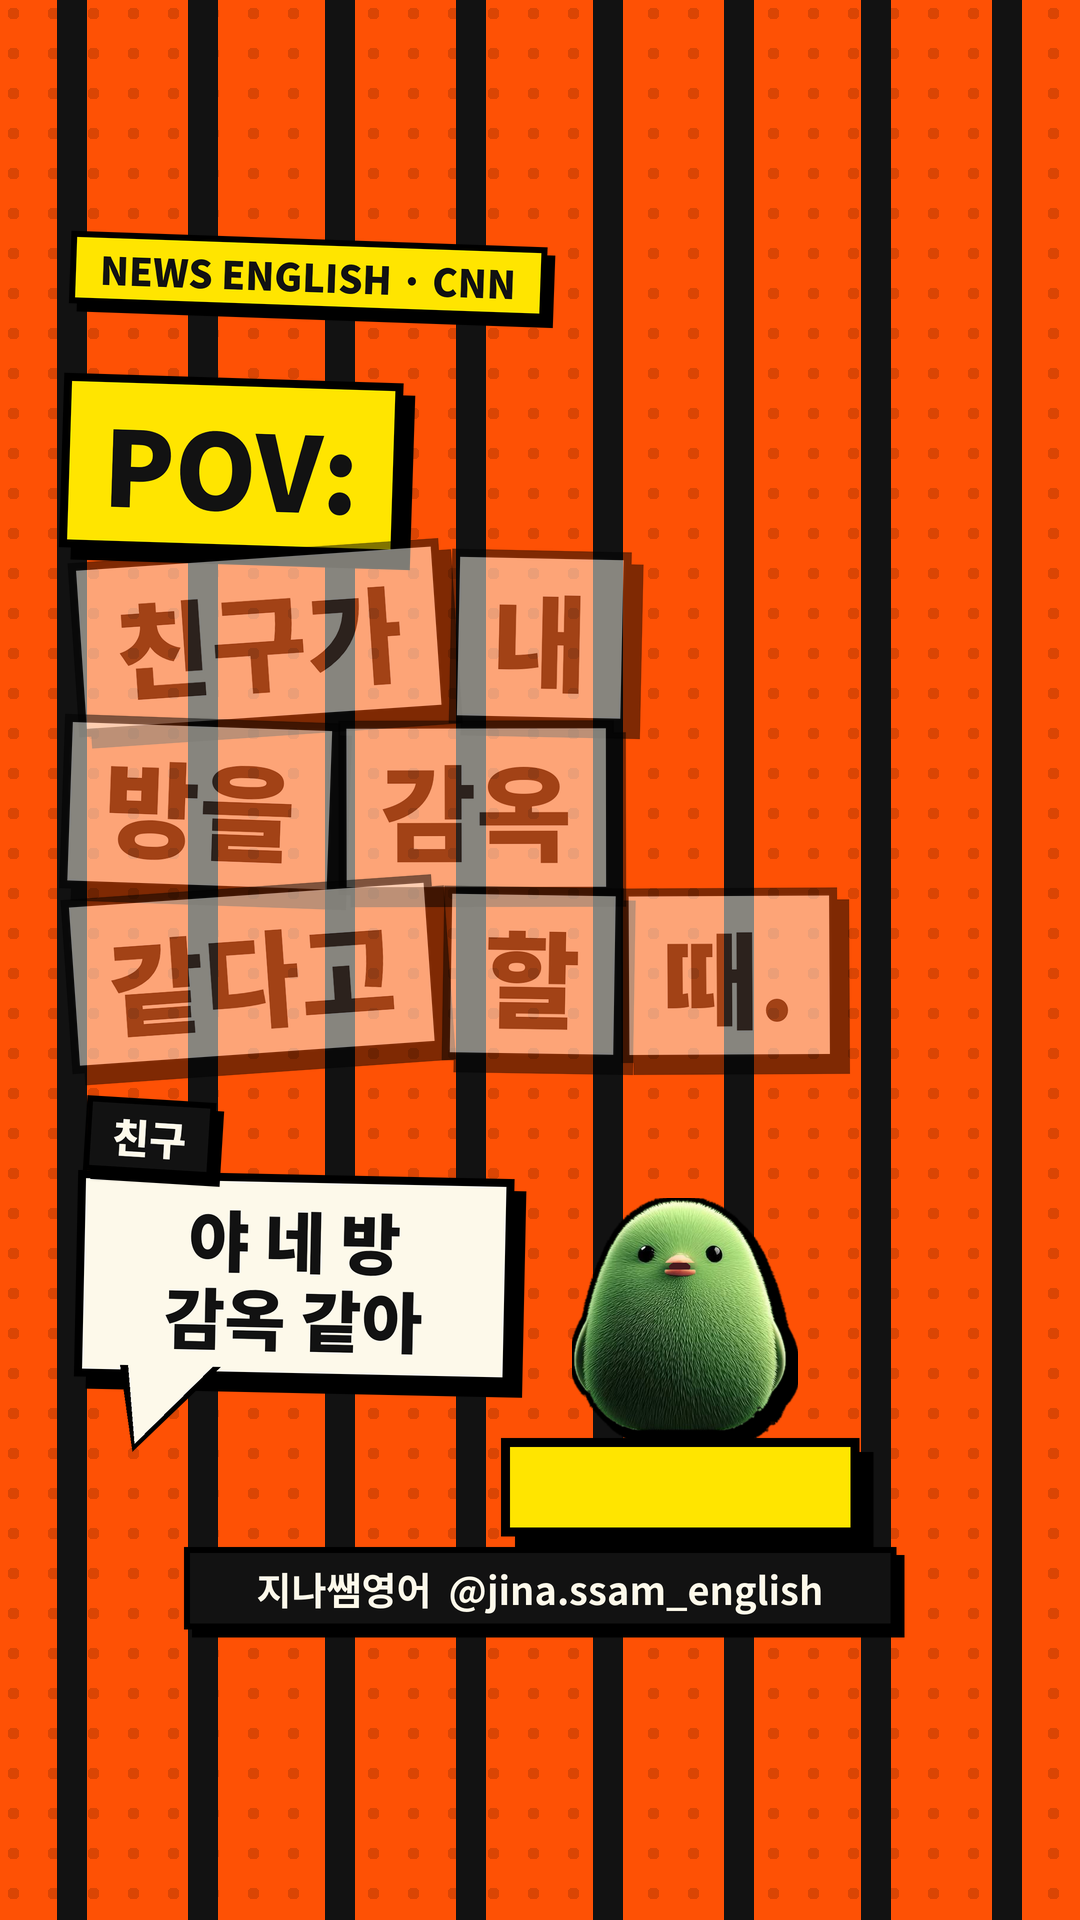 NEWS ENGLISH · CNN
POV:
친구가 내
방을 감옥
같다고 할 때.
친구
야 네 방
감옥 같아
지나쌤영어 @jina.ssam_english